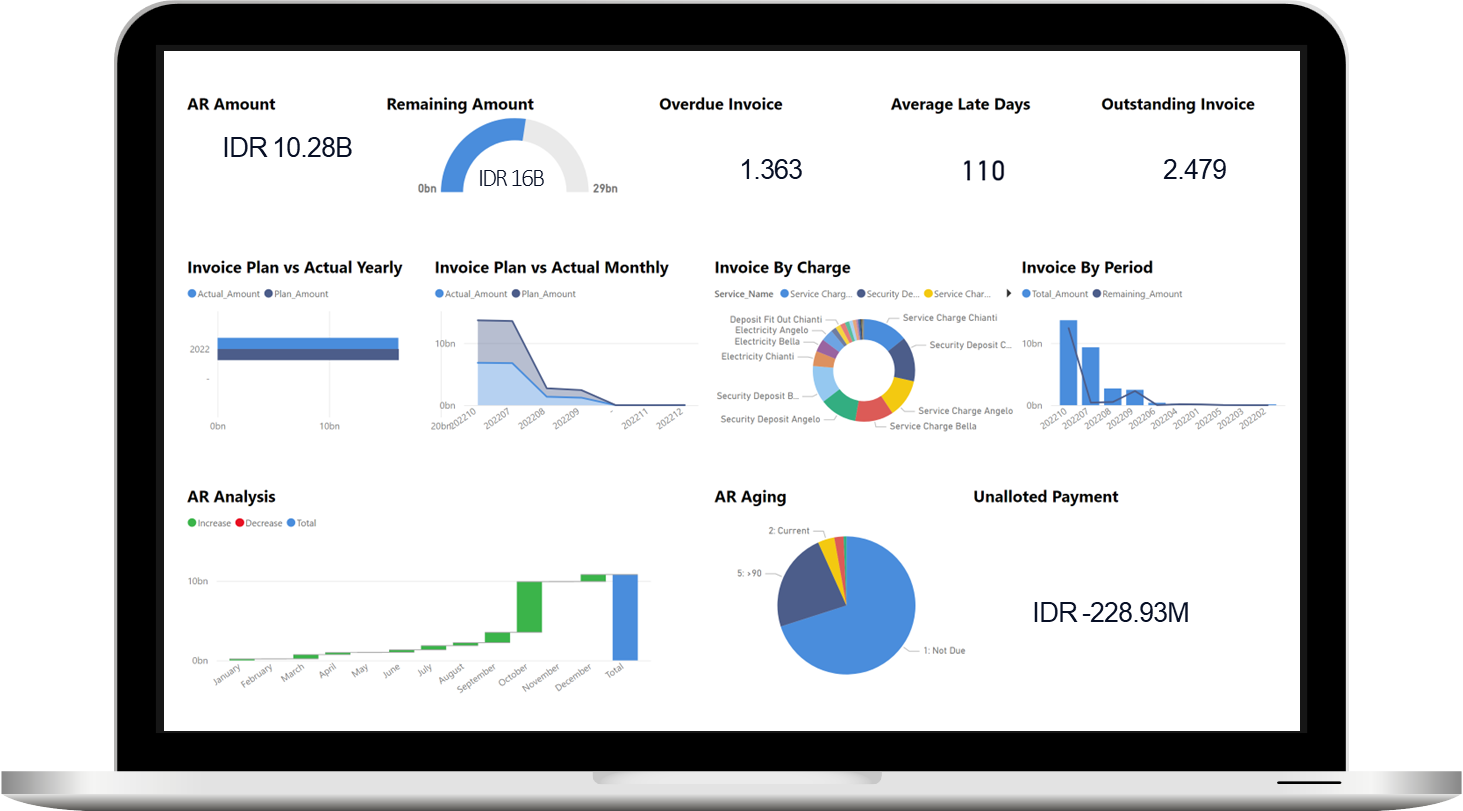 AR Amount
Remaining Amount
Overdue Invoice
Average Late Days
Outstanding Invoice
IDR 10.28B
0bn
IDR 16B
29bn
1.363
110
2.479
Invoice Plan vs Actual Yearly
Actual_Amount Plan_Amount
2022
-
0bn
10bn
20bn
Invoice Plan vs Actual Monthly
Actual_Amount Plan_Amount
10bn
0bn
202210
202207
202208
202209
-
202211
202212
Invoice By Charge
Service_Name Service Charg... Security De... Service Char...
Deposit Fit Out Chianti
Electricity Angelo
Electricity Bella
Electricity Chianti
Security Deposit B...
Security Deposit Angelo
Service Charge Chianti
Security Deposit C...
Service Charge Angelo
Service Charge Bella
Invoice By Period
Total_Amount Remaining_Amount
10bn
0bn
202210
202207
202208
202209
202206
202204
202201
202205
202203
202202
AR Analysis
Increase Decrease Total
10bn
0bn
January
February
March
April
May
June
July
August
September
October
November
December
Total
AR Aging
2: Current
5: >90
1: Not Due
Unalloted Payment
IDR -228.93M